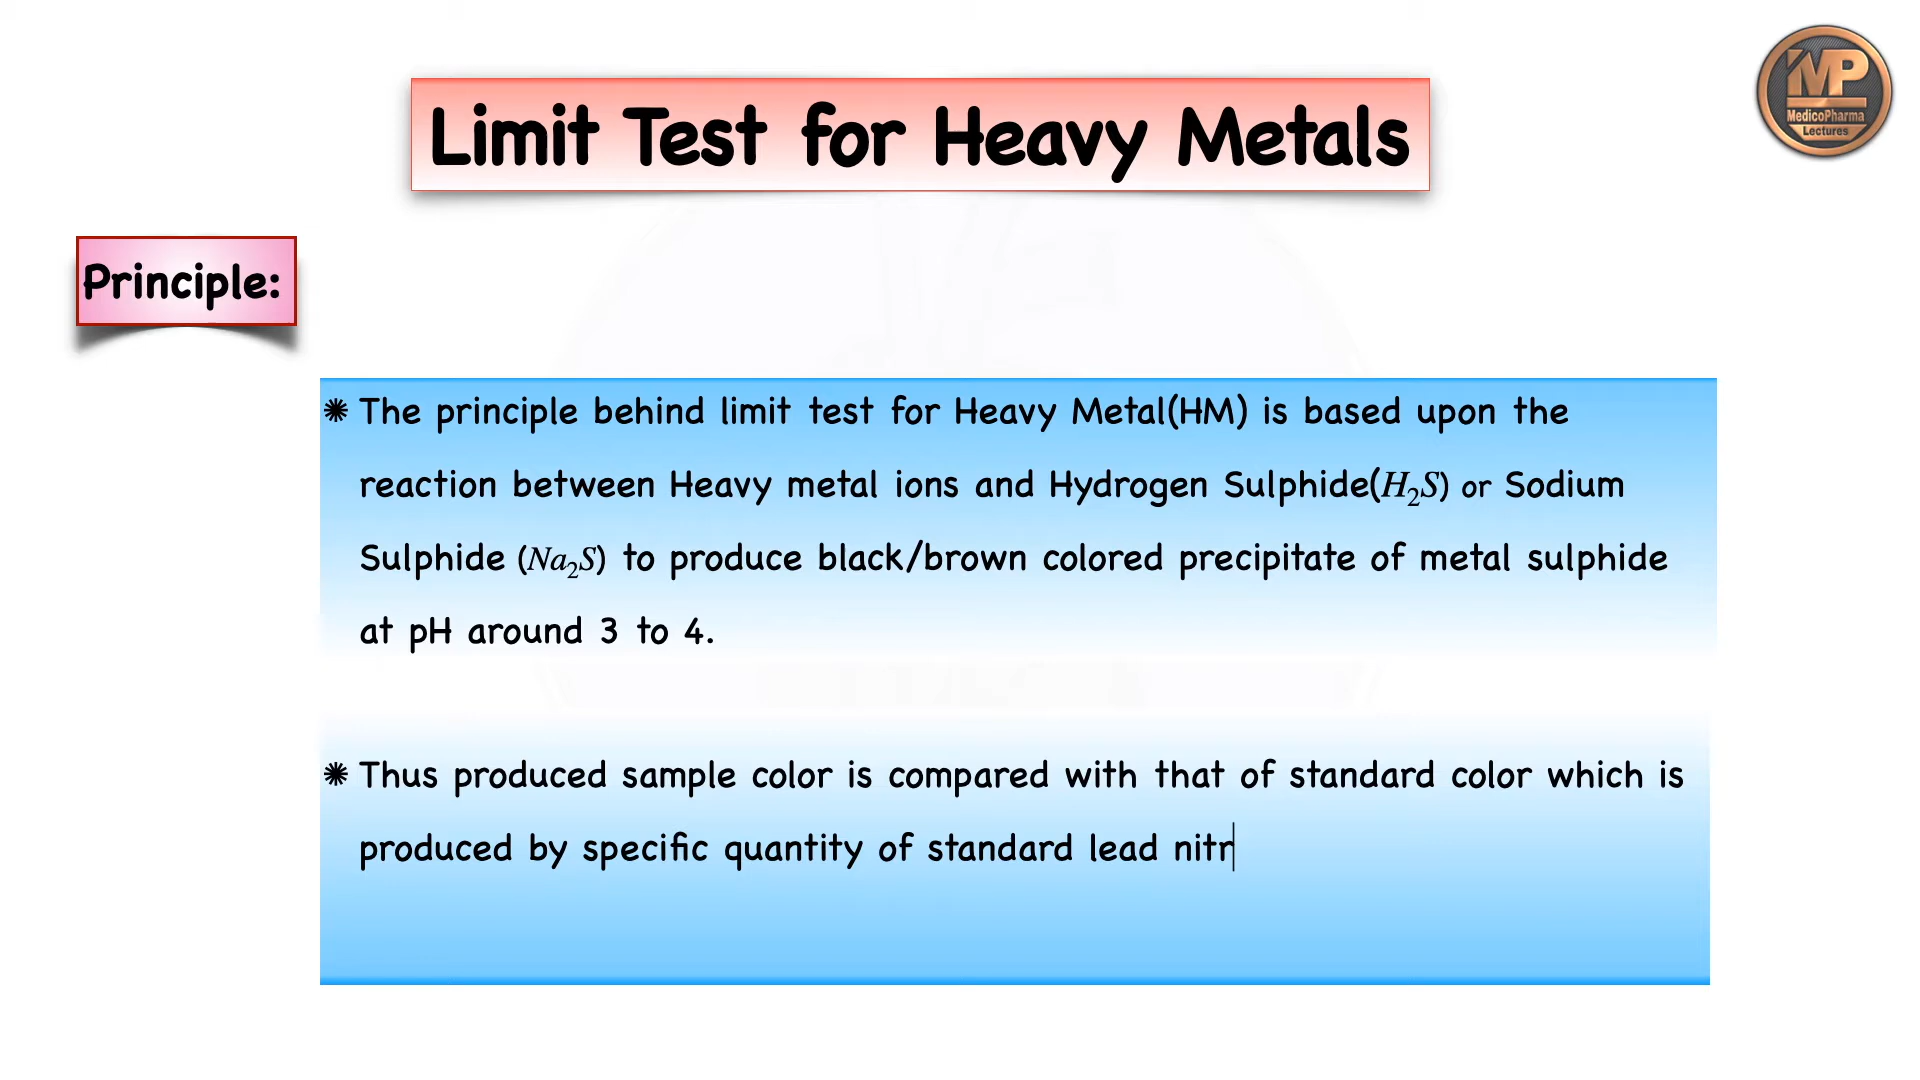 MP
MedicoPharma
Lectures
Limit Test for Heavy Metals
Principle:
✺ The principle behind limit test for Heavy Metal(HM) is based upon the
reaction between Heavy metal ions and Hydrogen Sulphide(H₂S) or Sodium
Sulphide (Na₂S) to produce black/brown colored precipitate of metal sulphide
at pH around 3 to 4.
✺ Thus produced sample color is compared with that of standard color which is
produced by specific quantity of standard lead nitr